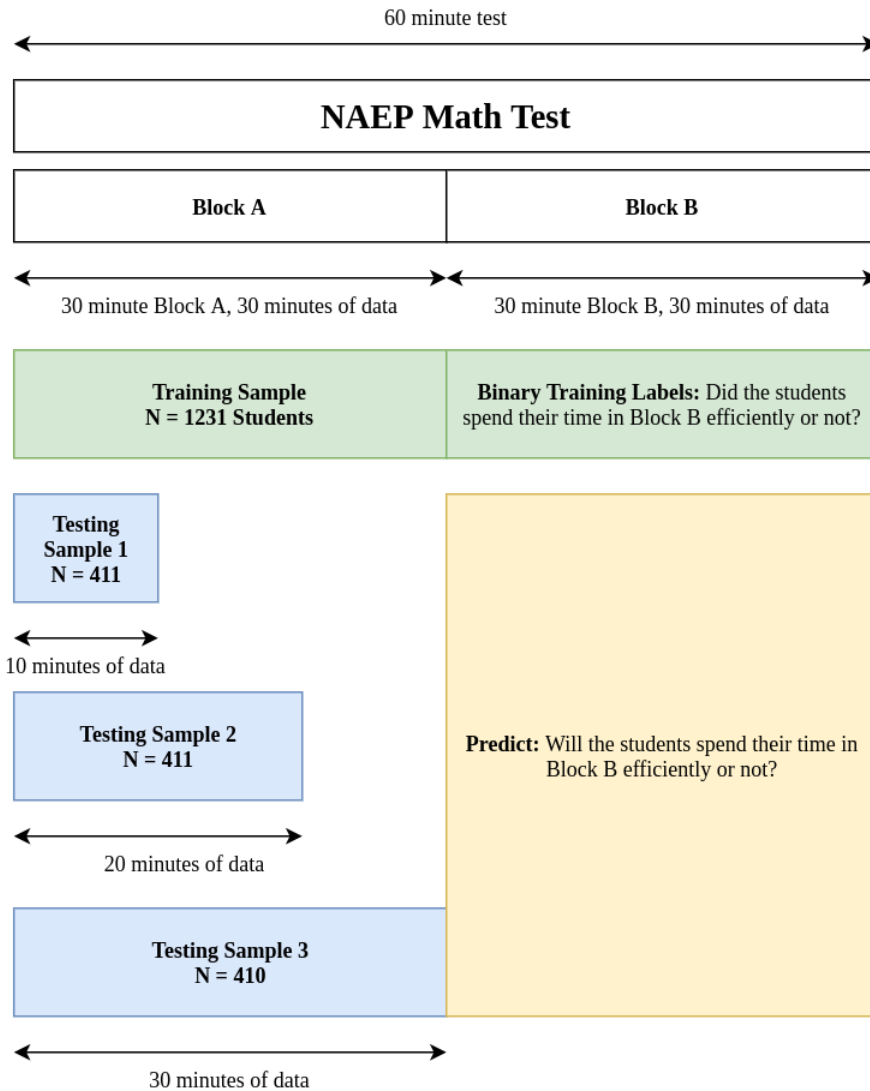 60 minute test
NAEP Math Test
Block A
Block B
30 minute Block A, 30 minutes of data
30 minute Block B, 30 minutes of data
Training Sample
N = 1231 Students
Binary Training Labels: Did the students
spend their time in Block B efficiently or not?
Testing
Sample 1
N = 411
10 minutes of data
Testing Sample 2
N = 411
20 minutes of data
Predict: Will the students spend their time in
Block B efficiently or not?
Testing Sample 3
N = 410
30 minutes of data